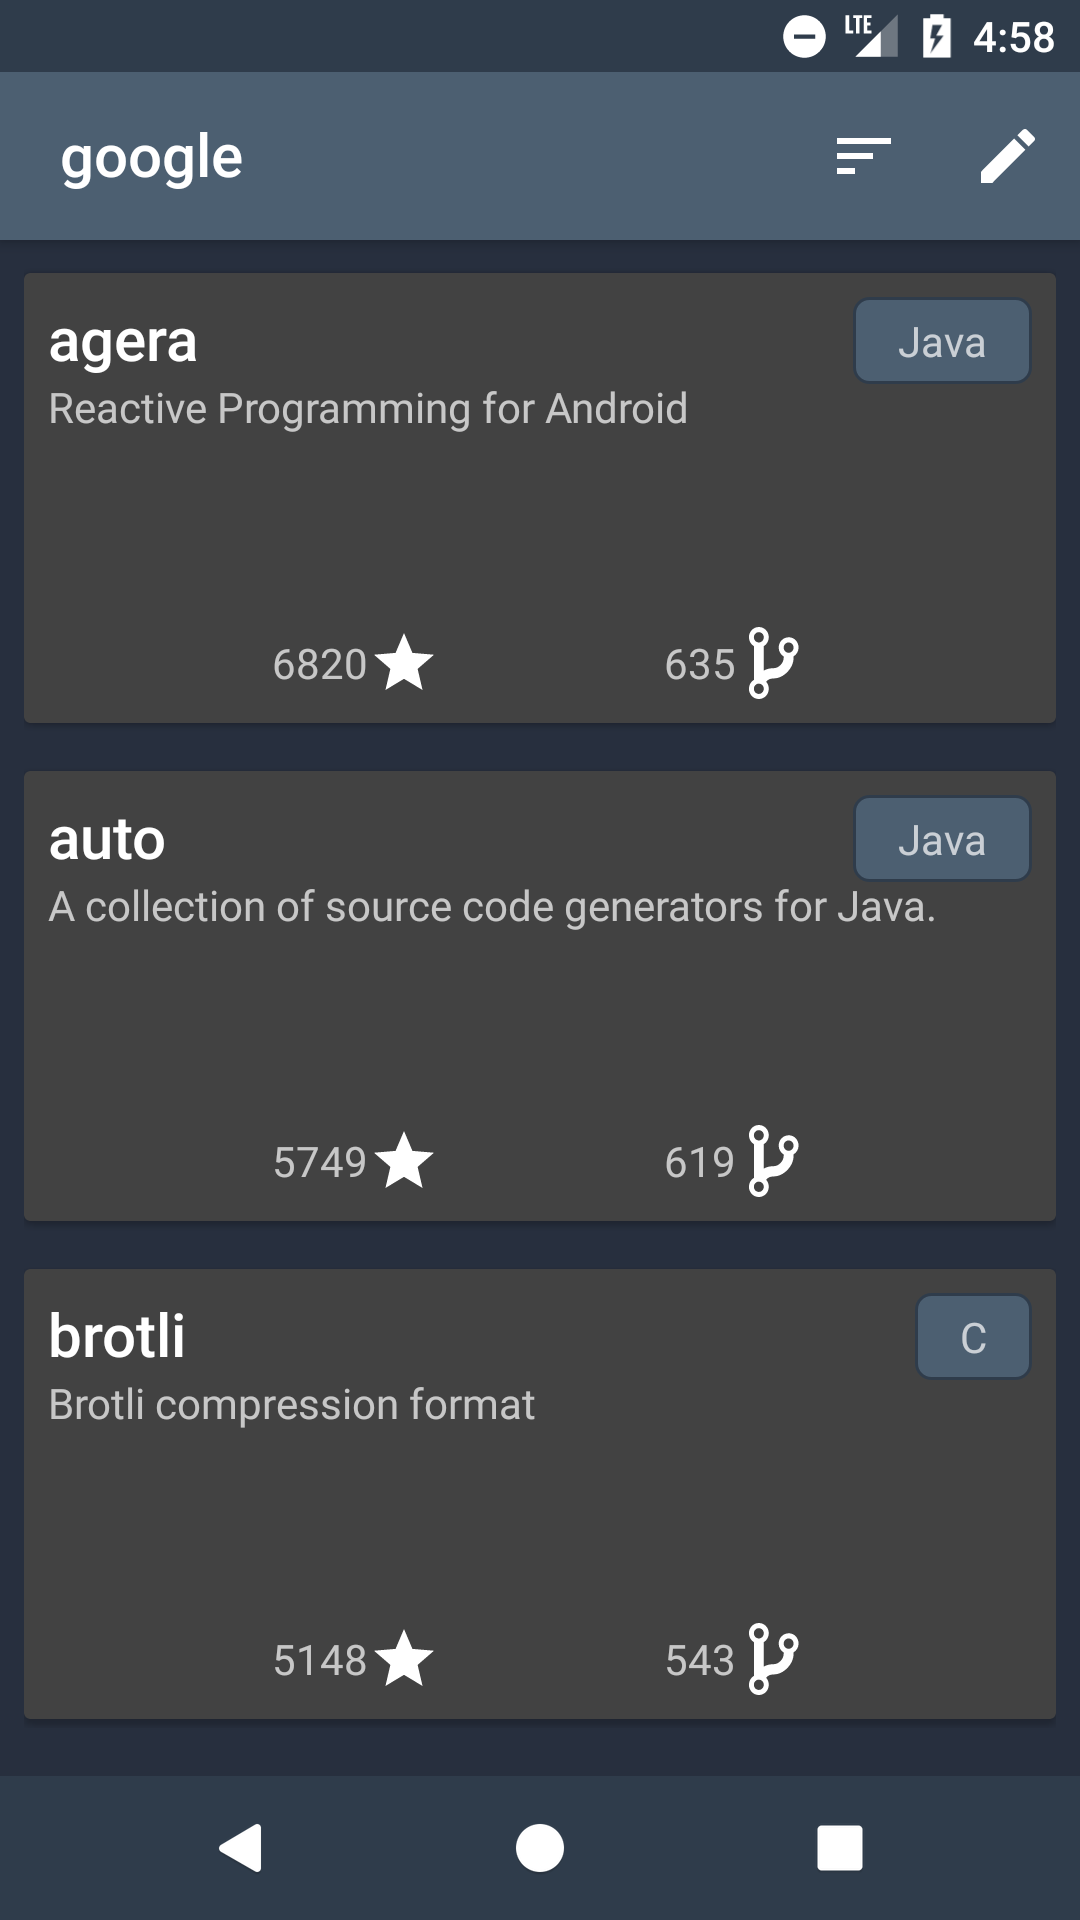 LTE 4:58
google
agera Java
Reactive Programming for Android
6820 635
auto Java
A collection of source code generators for Java.
5749 619
brotli C
Brotli compression format
5148 543